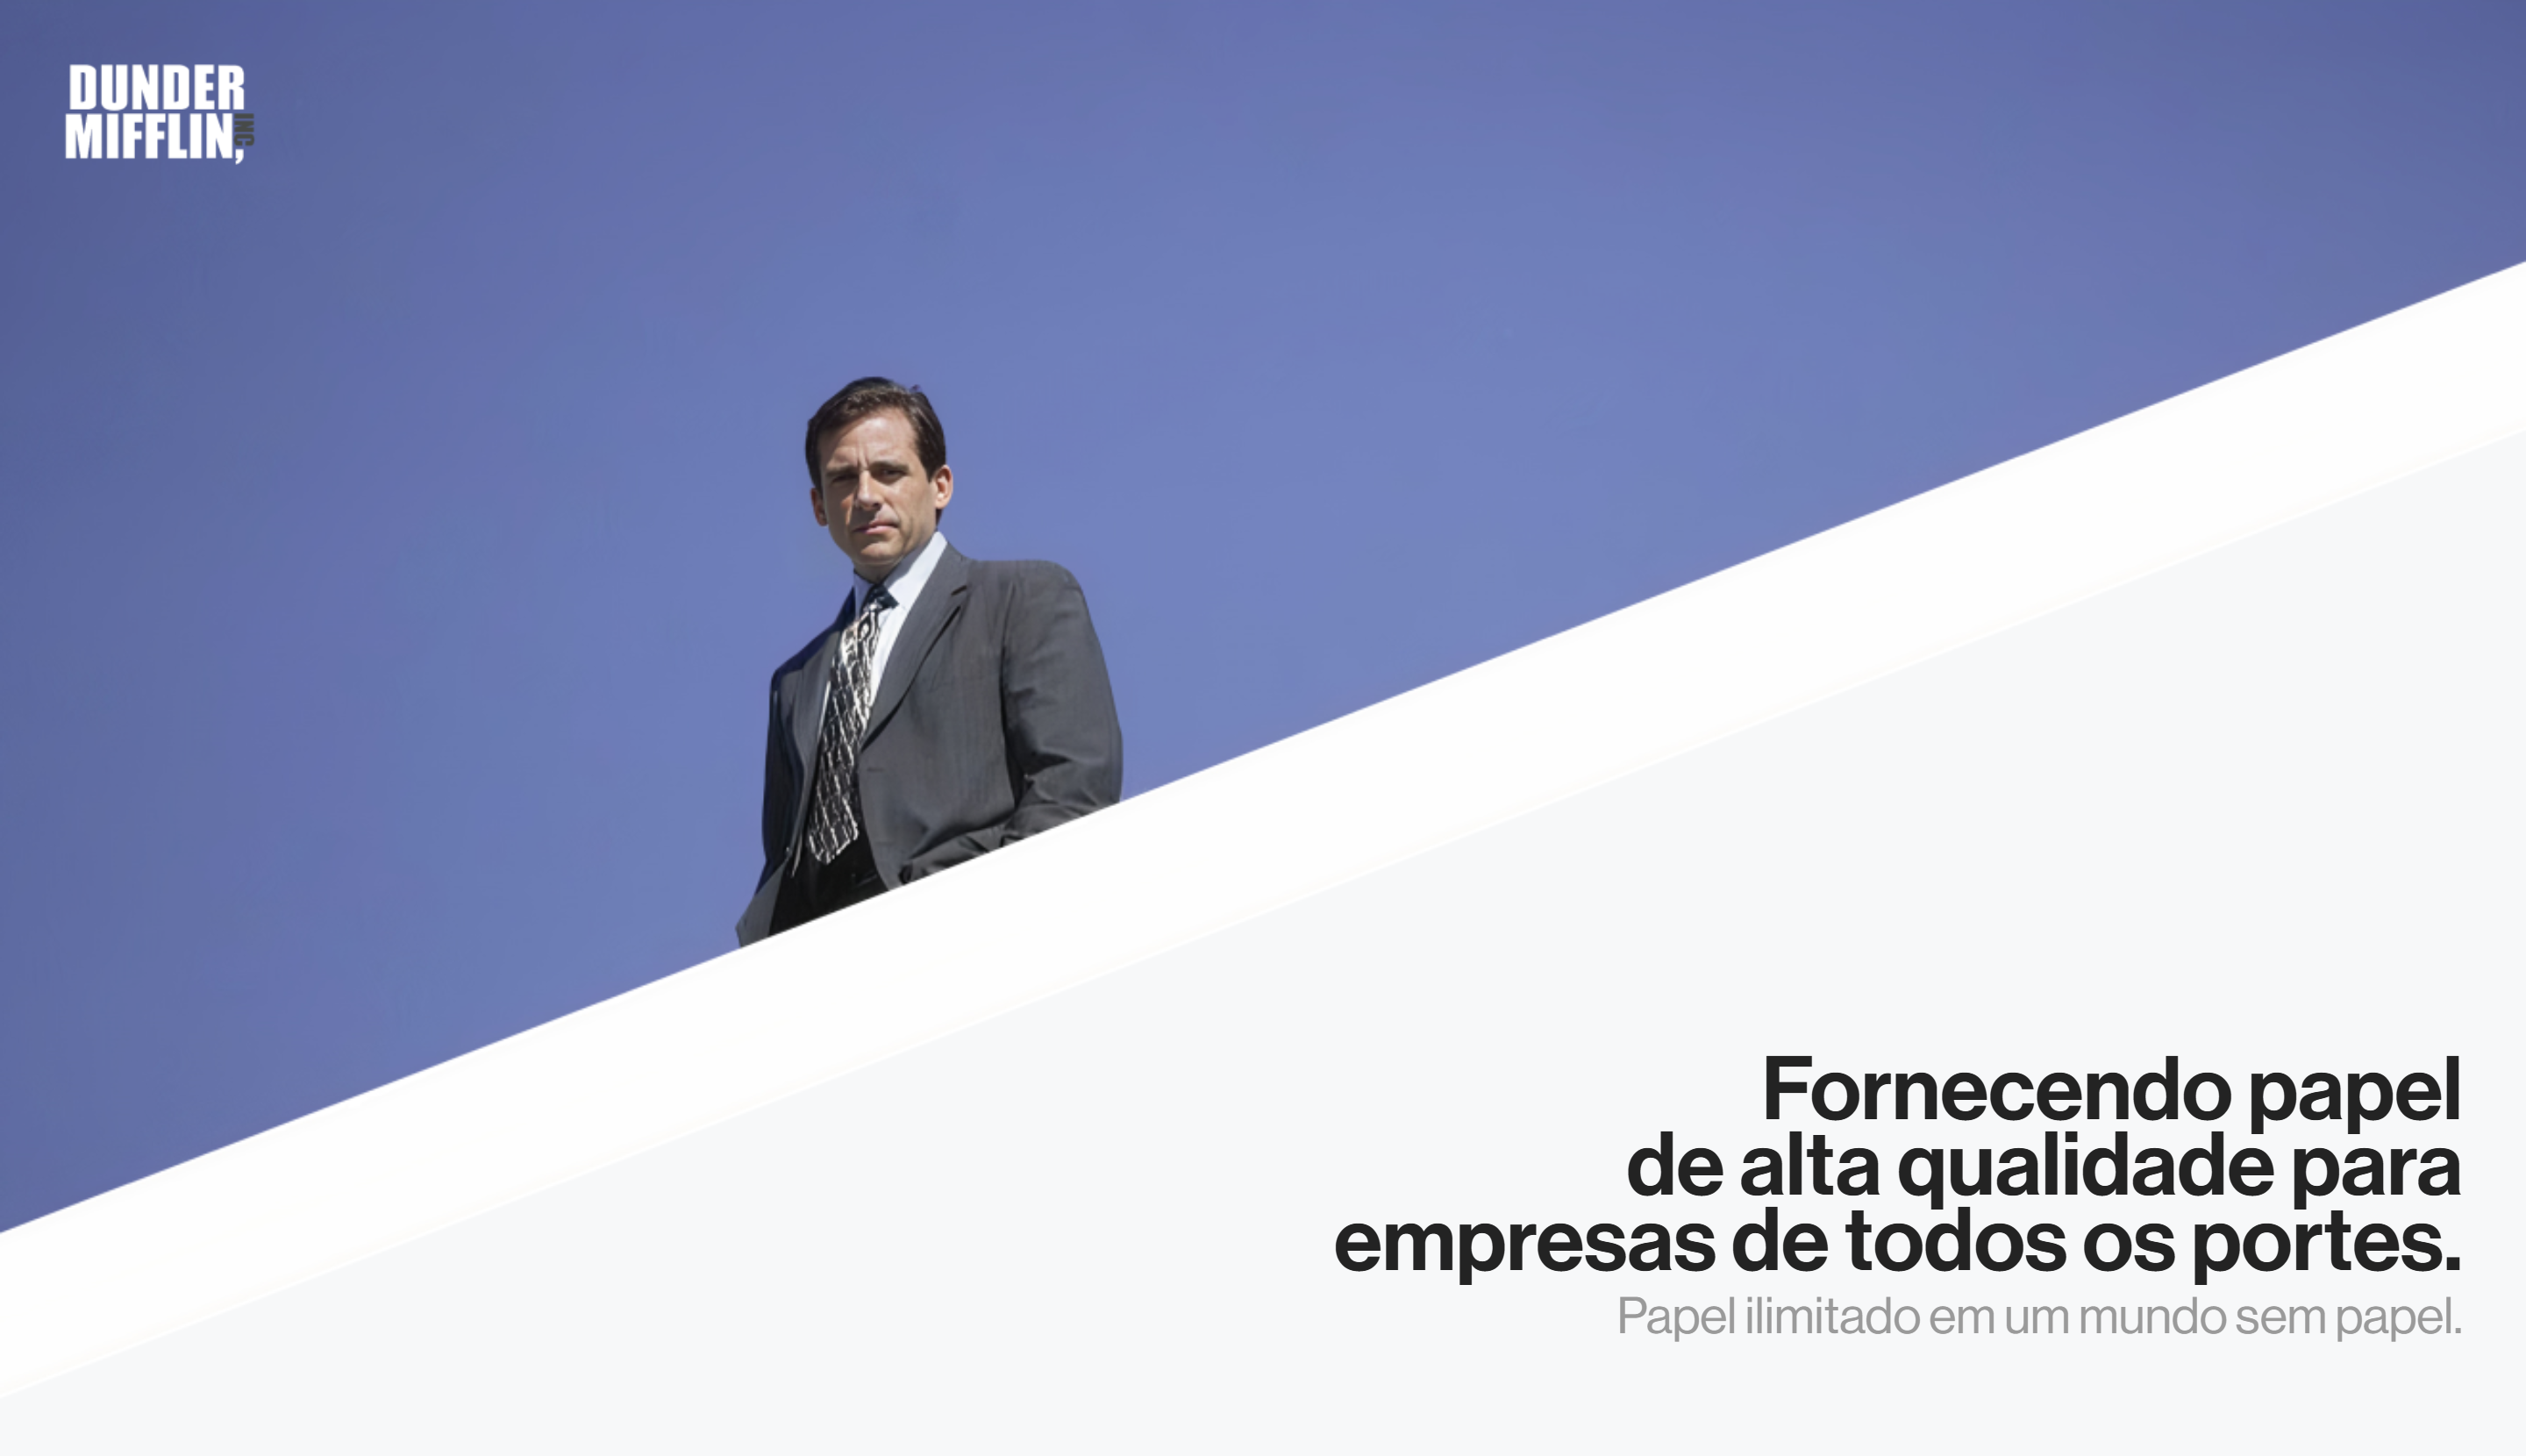 DUNDER
MIFFLIN, INC
Fornecendo papel
de alta qualidade para
empresas de todos os portes.
Papel ilimitado em um mundo sem papel.